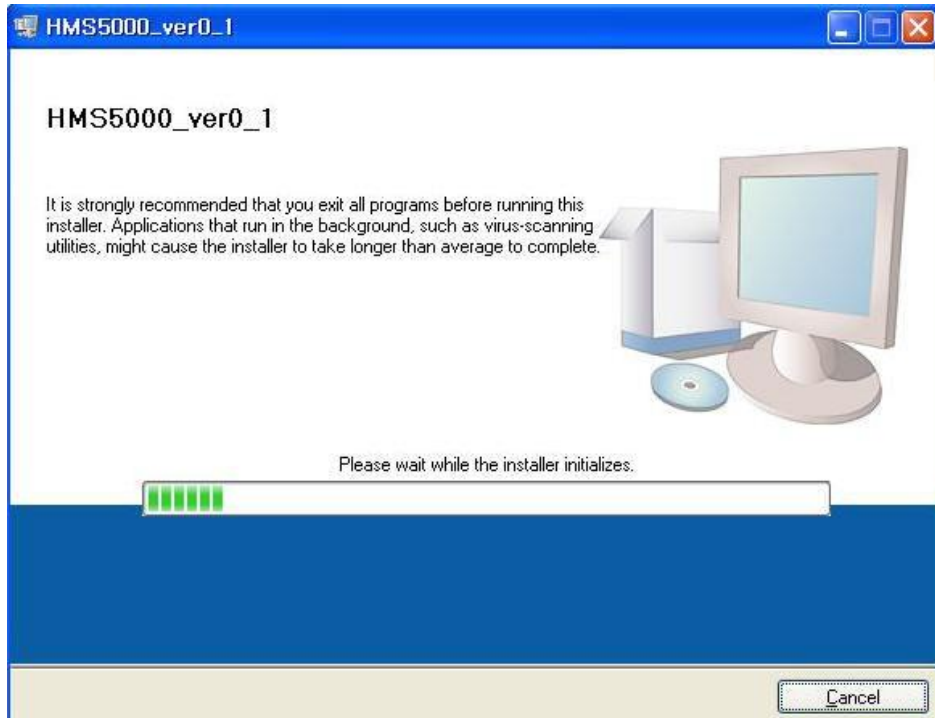 HMS5000_ver0_1
HMS5000_ver0_1
It is strongly recommended that you exit all programs before running this
installer. Applications that run in the background, such as virus-scanning
utilities, might cause the installer to take longer than average to complete.
Please wait while the installer initializes.
Cancel